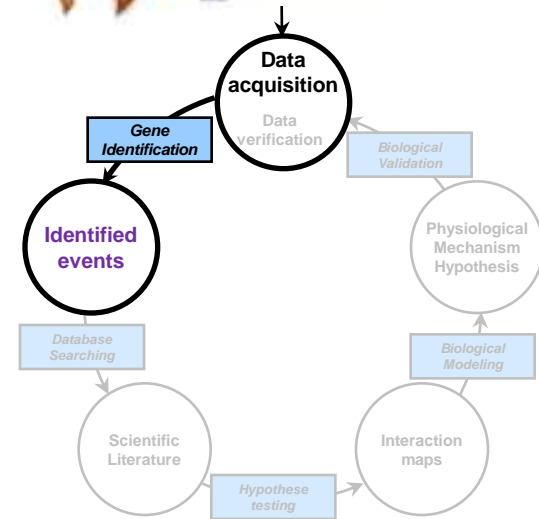 Data
acquisition
Data
verification
Gene
Identification
Biological
Validation
Identified
events
Physiological
Mechanism
Hypothesis
Database
Searching
Biological
Modeling
Scientific
Literature
Interaction
maps
Hypothese
testing